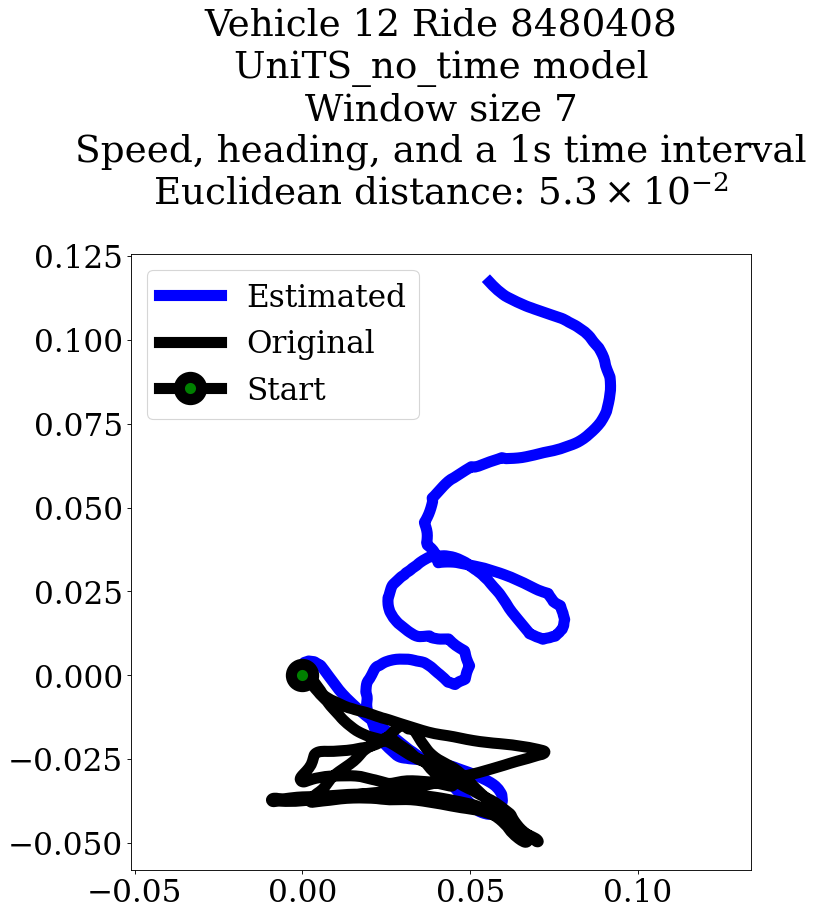 Vehicle 12 Ride 8480408
UniTS_no_time model
Window size 7
Speed, heading, and a 1s time interval
Euclidean distance: 5.3 × 10⁻²
0.125
Estimated
0.100
Original
Start
0.075
0.050
0.025
0.000
−0.025
−0.050
−0.05 0.00 0.05 0.10